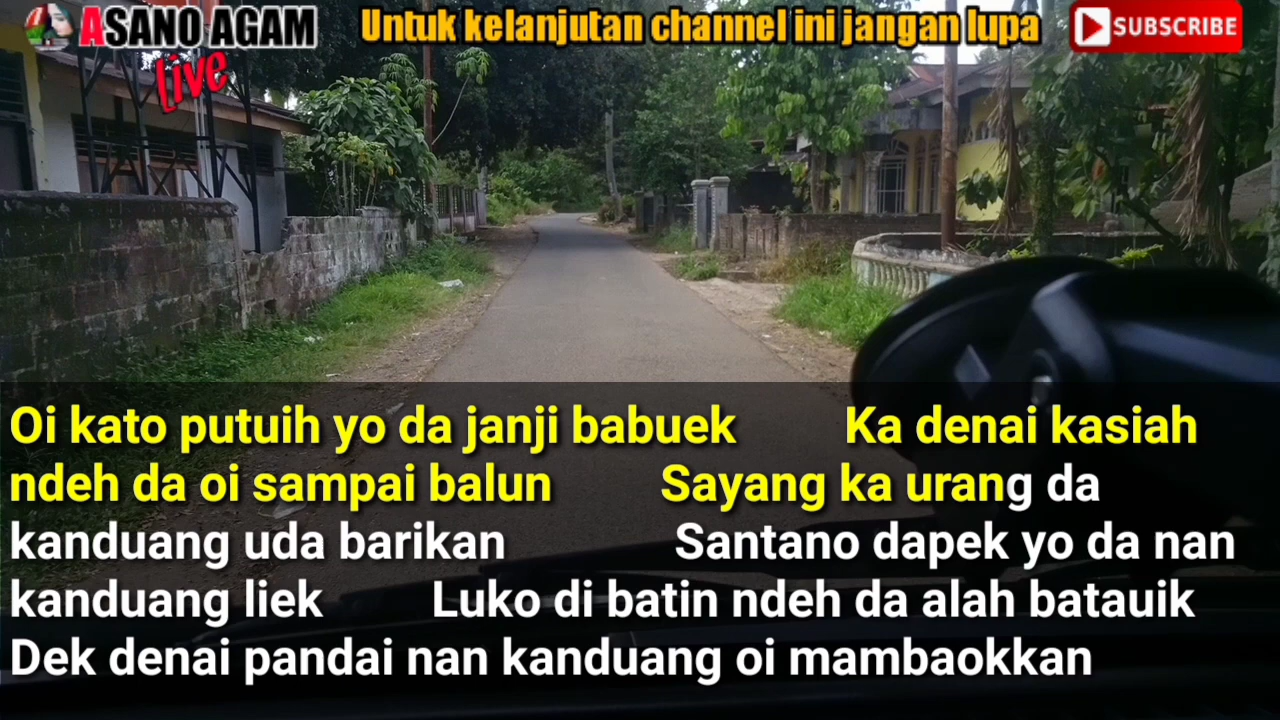 ASANO AGAM
Live
Untuk kelanjutan channel ini jangan lupa
SUBSCRIBE
Oi kato putuih yo da janji babuek Ka denai kasiah
ndeh da oi sampai balun Sayang ka urang da
kanduang uda barikan Santano dapek yo da nan
kanduang liek Luko di batin ndeh da alah batauik
Dek denai pandai nan kanduang oi mambaokkan